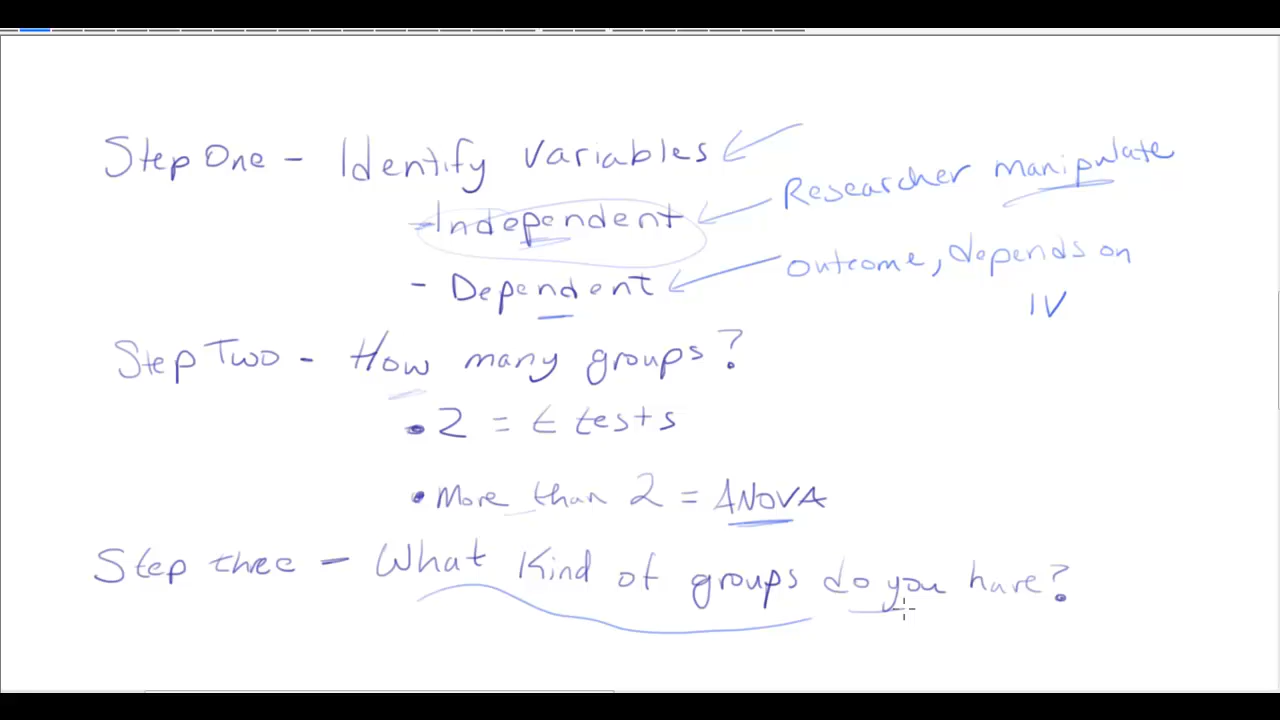 Step One - Identify variables
- Independent
Researcher manipulate
- Dependent
outcome, depends on
IV
Step Two - How many groups?
• 2 = t tests
• More than 2 = ANOVA
Step three - What Kind of groups do you have?